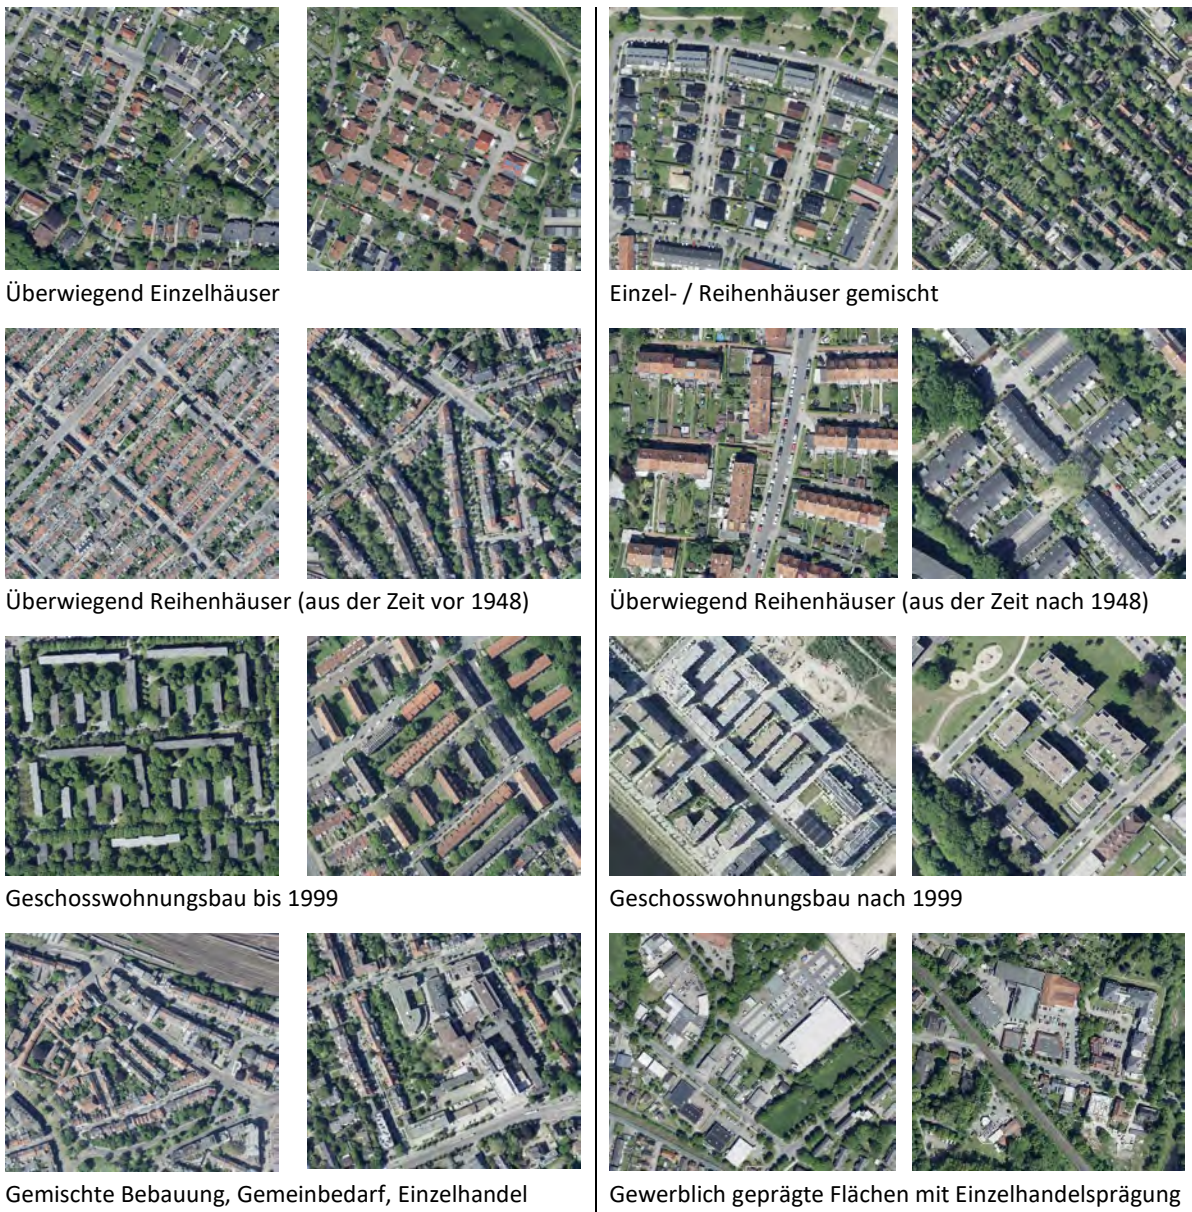 Überwiegend Einzelhäuser
Einzel- / Reihenhäuser gemischt
Überwiegend Reihenhäuser (aus der Zeit vor 1948)
Überwiegend Reihenhäuser (aus der Zeit nach 1948)
Geschosswohnungsbau bis 1999
Geschosswohnungsbau nach 1999
Gemischte Bebauung, Gemeinbedarf, Einzelhandel
Gewerblich geprägte Flächen mit Einzelhandelsprägung